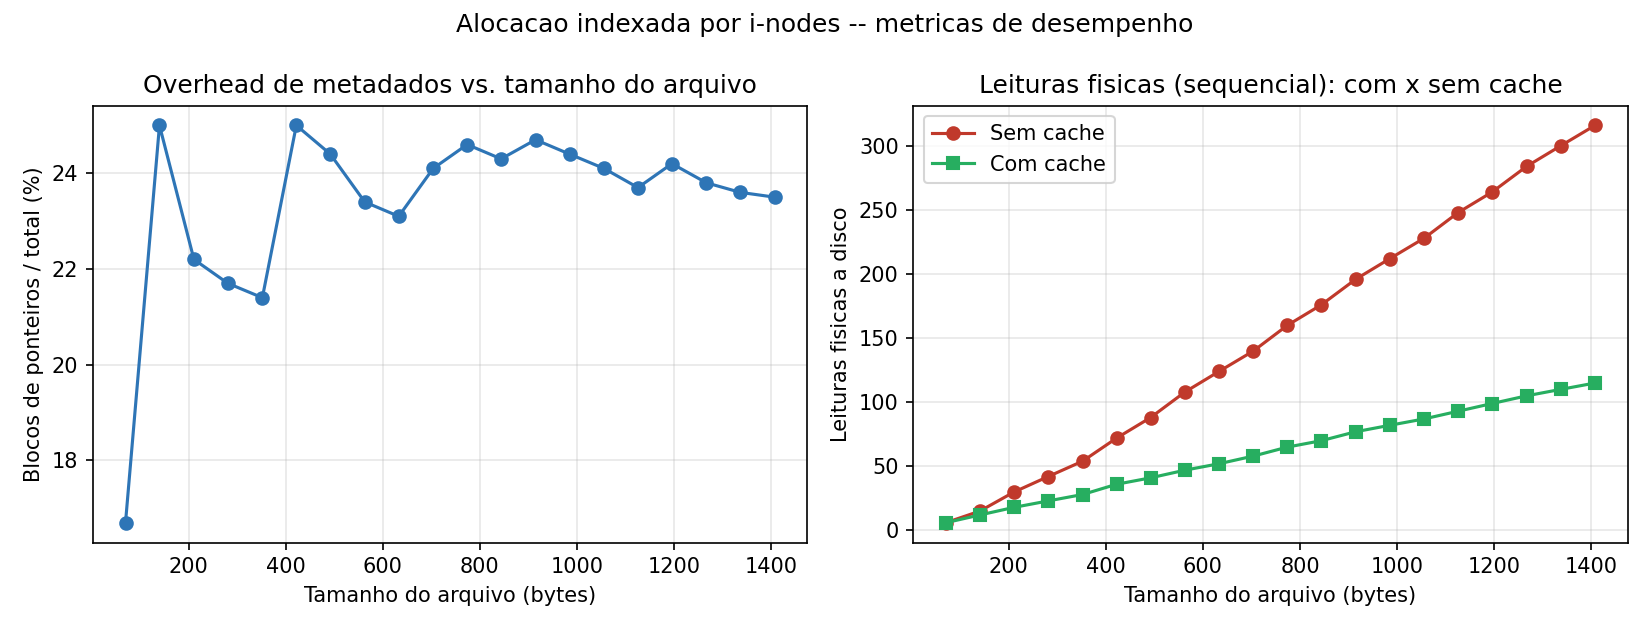 Alocacao indexada por i-nodes -- metricas de desempenho
Overhead de metadados vs. tamanho do arquivo
Blocos de ponteiros / total (%)
24
22
20
18
200 400 600 800 1000 1200 1400
Tamanho do arquivo (bytes)
Leituras fisicas (sequencial): com x sem cache
Sem cache
Com cache
Leituras fisicas a disco
300
250
200
150
100
50
0
200 400 600 800 1000 1200 1400
Tamanho do arquivo (bytes)